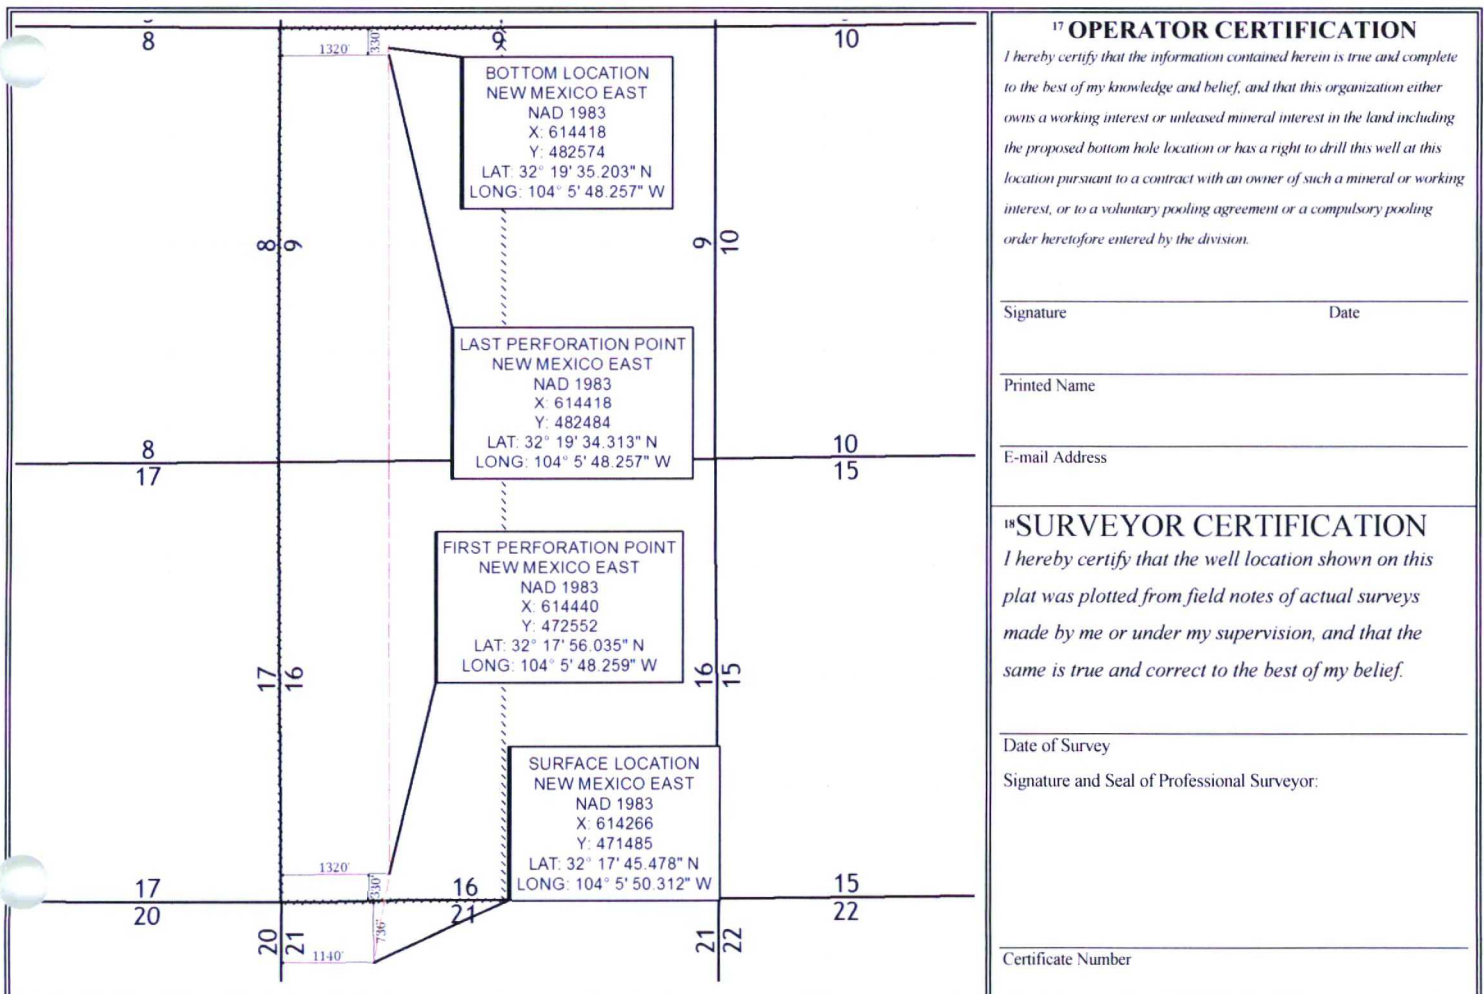 8
9
10
1320'
330'
BOTTOM LOCATION
NEW MEXICO EAST
NAD 1983
X: 614418
Y: 482574
LAT: 32° 19' 35.203" N
LONG: 104° 5' 48.257" W
8
9
9
10
LAST PERFORATION POINT
NEW MEXICO EAST
NAD 1983
X: 614418
Y: 482484
LAT: 32° 19' 34.313" N
LONG: 104° 5' 48.257" W
8
17
10
15
FIRST PERFORATION POINT
NEW MEXICO EAST
NAD 1983
X: 614440
Y: 472552
LAT: 32° 17' 56.035" N
LONG: 104° 5' 48.259" W
17
16
16
15
SURFACE LOCATION
NEW MEXICO EAST
NAD 1983
X: 614266
Y: 471485
LAT: 32° 17' 45.478" N
LONG: 104° 5' 50.312" W
1320'
330'
17
20
16
21
15
22
20
21
736'
1140'
21
22
17 OPERATOR CERTIFICATION
I hereby certify that the information contained herein is true and complete
to the best of my knowledge and belief, and that this organization either
owns a working interest or unleased mineral interest in the land including
the proposed bottom hole location or has a right to drill this well at this
location pursuant to a contract with an owner of such a mineral or working
interest, or to a voluntary pooling agreement or a compulsory pooling
order heretofore entered by the division.
Signature Date
Printed Name
E-mail Address
18 SURVEYOR CERTIFICATION
I hereby certify that the well location shown on this
plat was plotted from field notes of actual surveys
made by me or under my supervision, and that the
same is true and correct to the best of my belief.
Date of Survey
Signature and Seal of Professional Surveyor:
Certificate Number